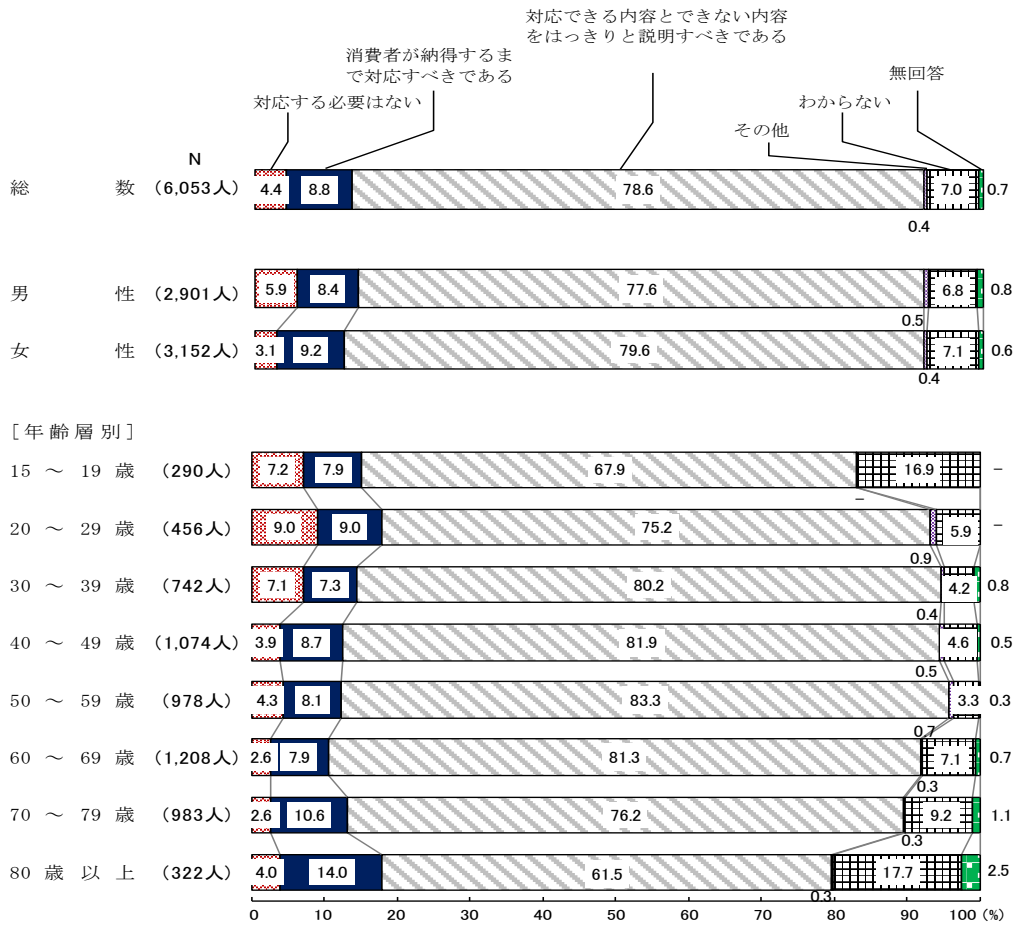 対応できる内容とできない内容
をはっきりと説明すべきである
消費者が納得するま
で対応すべきである
無回答
対応する必要はない
わからない
その他
N
総 数 (6,053人) 4.4 8.8 78.6 7.0 0.7
0.4
男 性 (2,901人) 5.9 8.4 77.6 6.8 0.8
0.5
女 性 (3,152人) 3.1 9.2 79.6 7.1 0.6
0.4
[年齢層別]
15 ～ 19 歳 (290人) 7.2 7.9 67.9 16.9 －
－
20 ～ 29 歳 (456人) 9.0 9.0 75.2 5.9 －
0.9
30 ～ 39 歳 (742人) 7.1 7.3 80.2 4.2 0.8
0.4
40 ～ 49 歳 (1,074人) 3.9 8.7 81.9 4.6 0.5
0.5
50 ～ 59 歳 (978人) 4.3 8.1 83.3 3.3 0.3
0.7
60 ～ 69 歳 (1,208人) 2.6 7.9 81.3 7.1 0.7
0.3
70 ～ 79 歳 (983人) 2.6 10.6 76.2 9.2 1.1
0.3
80 歳 以 上 (322人) 4.0 14.0 61.5 17.7 2.5
0.3
0 10 20 30 40 50 60 70 80 90 100 (%)